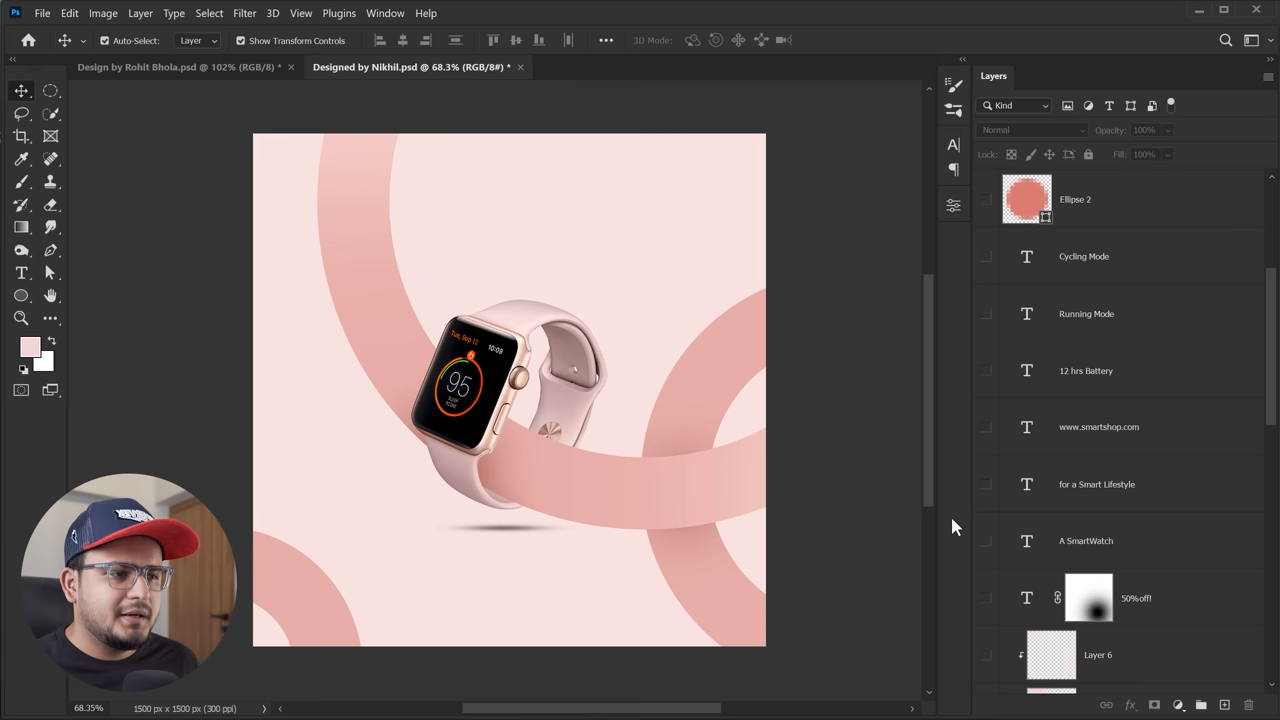 Ps File Edit Image Layer Type Select Filter 3D View Plugins Window Help
Auto-Select: Layer Show Transform Controls 3D Mode:
Design by Rohit Bhola.psd @ 102% (RGB/8) * Designed by Nikhil.psd @ 68.3% (RGB/8#) *
Layers
Kind
Normal Opacity: 100%
Lock: Fill: 100%
Ellipse 2
Cycling Mode
Running Mode
12 hrs Battery
www.smartshop.com
for a Smart Lifestyle
A SmartWatch
50%off!
Layer 6
Tue, Sep 12
10:09
6
95
SLEEP
SCORE
68.35% 1500 px x 1500 px (300 ppi)